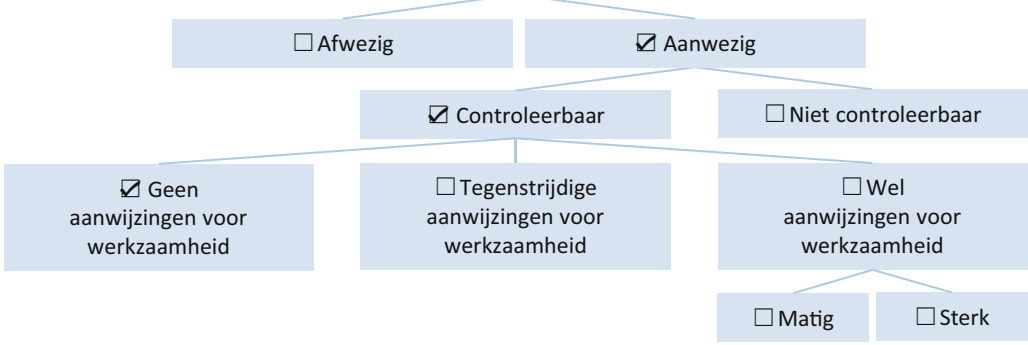 ☐ Afwezig
☑ Aanwezig
☑ Controleerbaar
☐ Niet controleerbaar
☑ Geen
aanwijzingen voor
werkzaamheid
☐ Tegenstrijdige
aanwijzingen voor
werkzaamheid
☐ Wel
aanwijzingen voor
werkzaamheid
☐ Matig
☐ Sterk